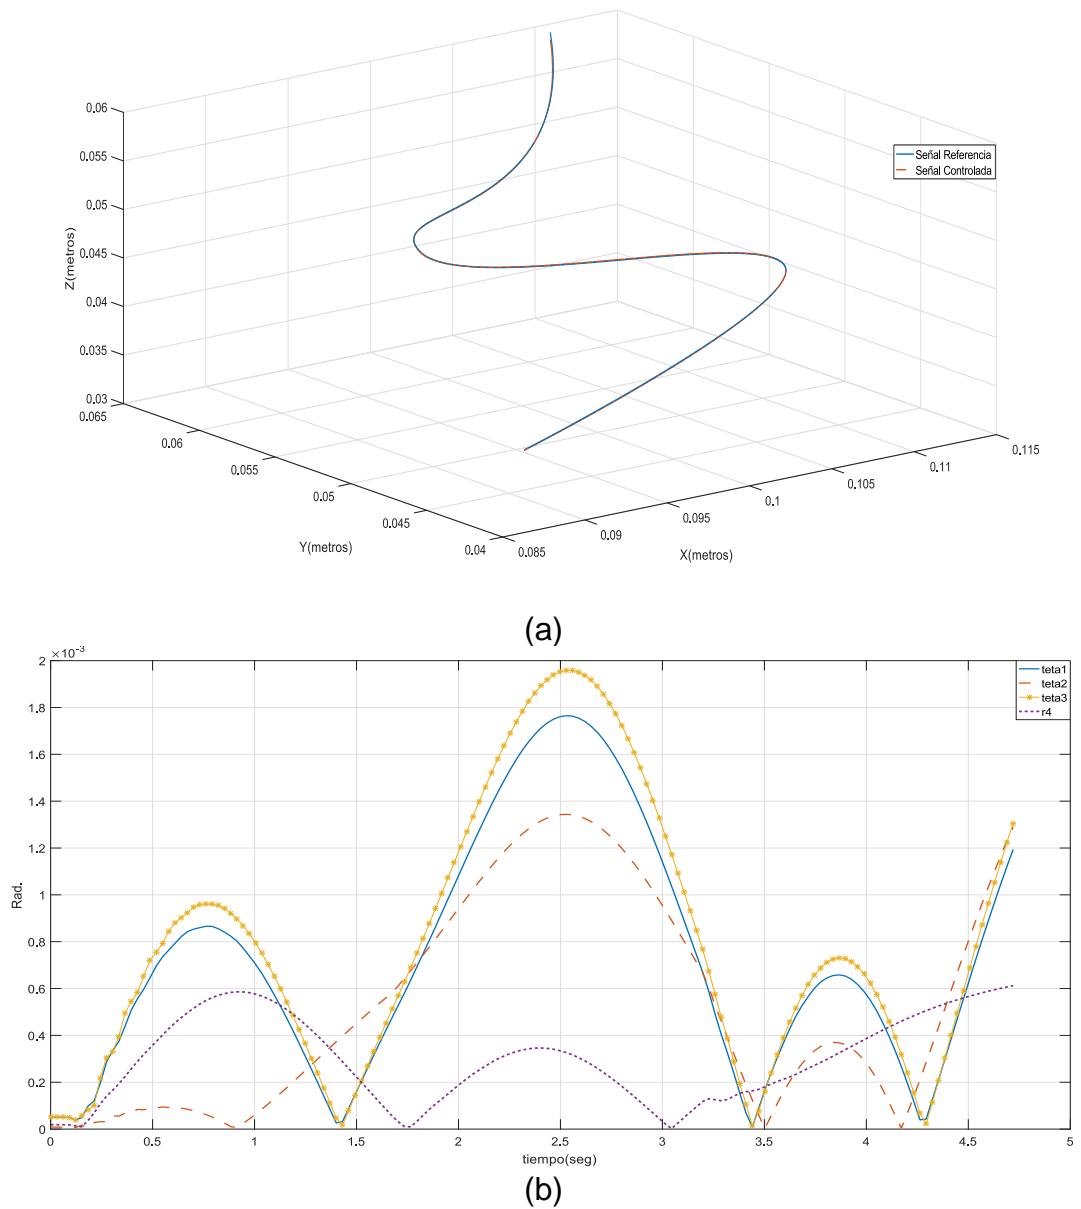 0.06
0.055
0.05
0.045
0.04
0.035
0.03
Z(metros)
0.065
0.06
0.055
0.05
0.045
0.04
Y(metros)
0.085
0.09
0.095
0.1
0.105
0.11
0.115
X(metros)
Señal Referencia
Señal Controlada
(a)
×10⁻³
2
1.8
1.6
1.4
1.2
1
0.8
0.6
0.4
0.2
0
Rad.
teta1
teta2
teta3
r4
0 0.5 1 1.5 2 2.5 3 3.5 4 4.5 5
tiempo(seg)
(b)